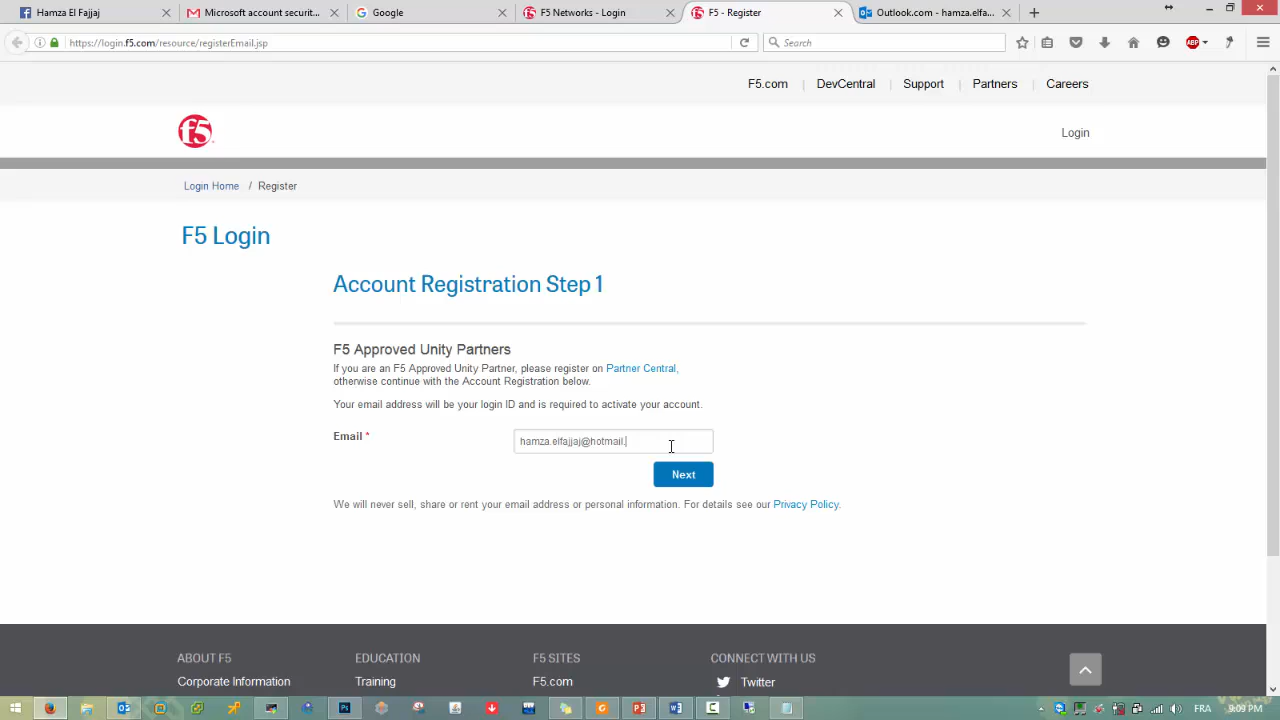 Hamza El Fajjaj
Microsoft account securit...
Google
F5 Networks - Login
F5 - Register
Outlook.com - hamza.elfa...
https://login.f5.com/resource/registerEmail.jsp
Search
ABP
F5.com
DevCentral
Support
Partners
Careers
f5
Login
Login Home / Register
F5 Login
Account Registration Step 1
F5 Approved Unity Partners
If you are an F5 Approved Unity Partner, please register on Partner Central,
otherwise continue with the Account Registration below.
Your email address will be your login ID and is required to activate your account.
Email *
hamza.elfajjaj@hotmail.
Next
We will never sell, share or rent your email address or personal information. For details see our Privacy Policy.
ABOUT F5
EDUCATION
F5 SITES
CONNECT WITH US
Corporate Information
Training
F5.com
Twitter
FRA
9:09 PM